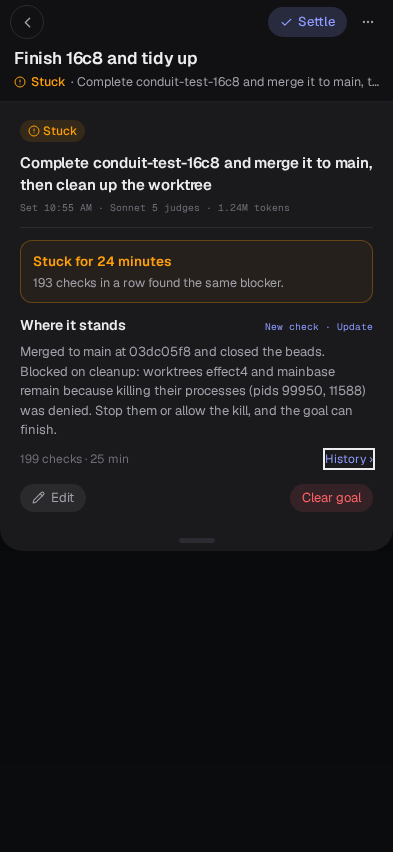 Settle
Finish 16c8 and tidy up
Stuck · Complete conduit-test-16c8 and merge it to main, t…
Stuck
Complete conduit-test-16c8 and merge it to main,
then clean up the worktree
Set 10:55 AM · Sonnet 5 judges · 1.24M tokens
Stuck for 24 minutes
193 checks in a row found the same blocker.
Where it stands
New check · Update
Merged to main at 03dc05f8 and closed the beads.
Blocked on cleanup: worktrees effect4 and mainbase
remain because killing their processes (pids 99950, 11588)
was denied. Stop them or allow the kill, and the goal can
finish.
199 checks · 25 min
History ›
Edit
Clear goal